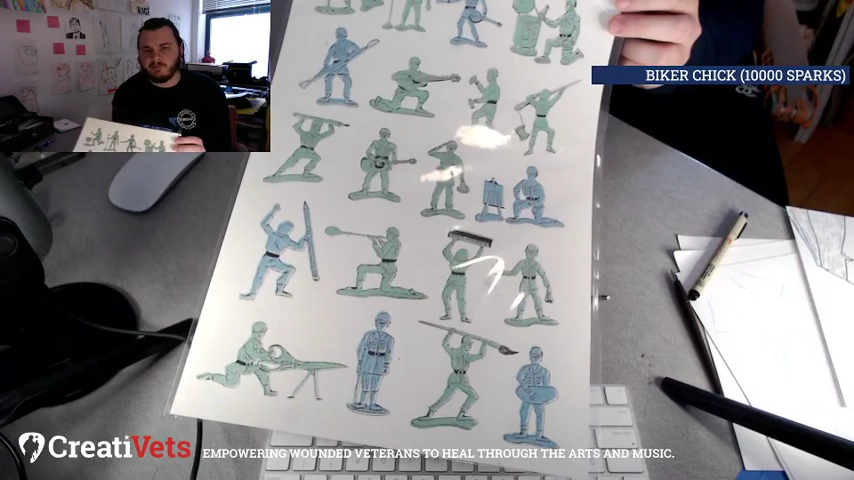 BIKER CHICK (10000 SPARKS)
CreatiVets
EMPOWERING WOUNDED VETERANS TO HEAL THROUGH THE ARTS AND MUSIC.